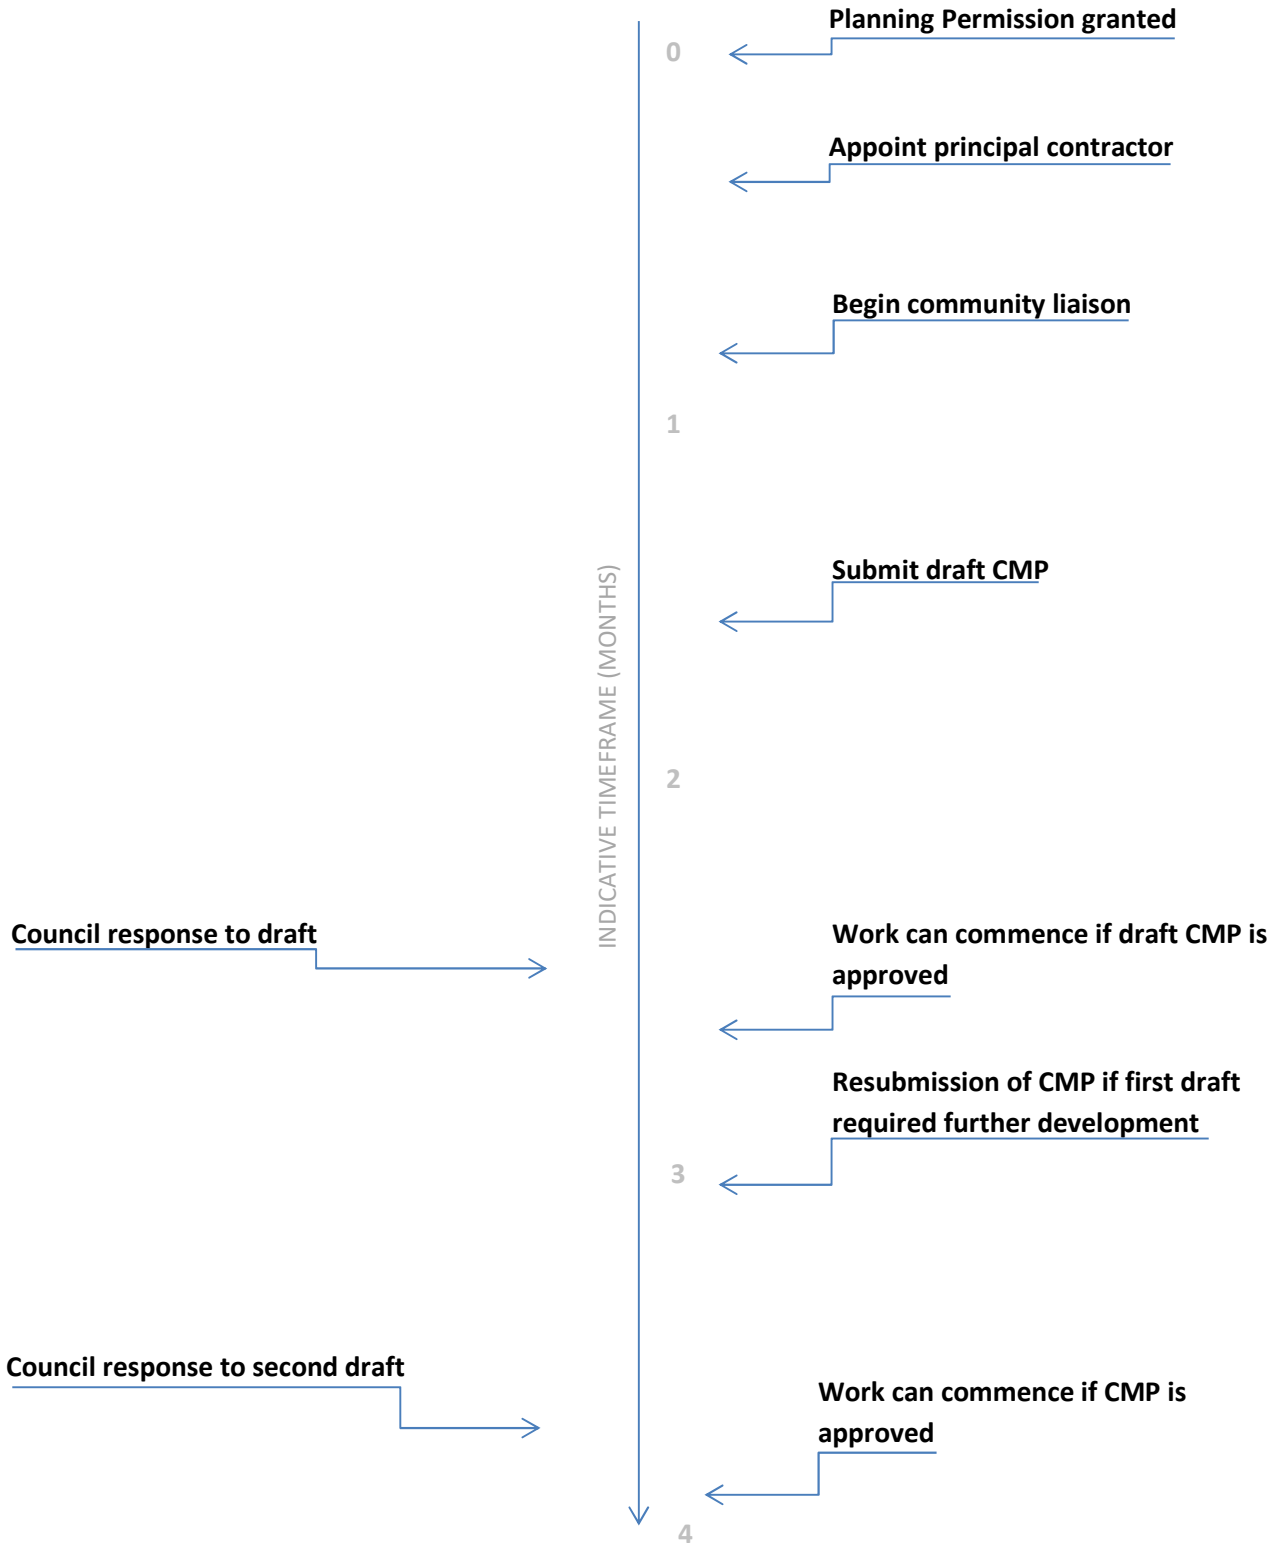 Planning Permission granted
0
Appoint principal contractor
Begin community liaison
1
Submit draft CMP
INDICATIVE TIMEFRAME (MONTHS)
2
Council response to draft
Work can commence if draft CMP is
approved
Resubmission of CMP if first draft
required further development
3
Council response to second draft
Work can commence if CMP is
approved
4